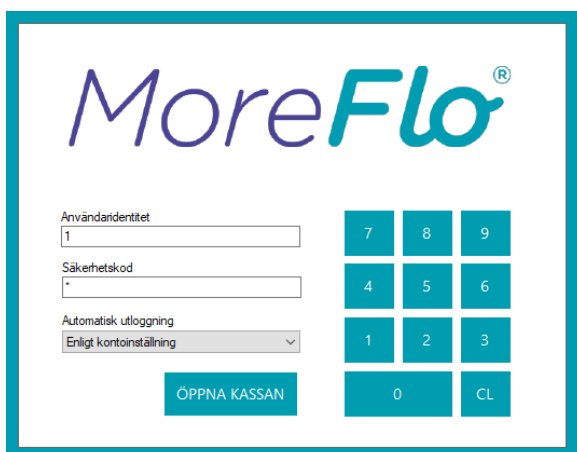 MoreFlo®
Användaridentitet
1
Säkerhetskod
*
Automatisk utloggning
Enligt kontoinställning
ÖPPNA KASSAN
7 8 9
4 5 6
1 2 3
0 CL